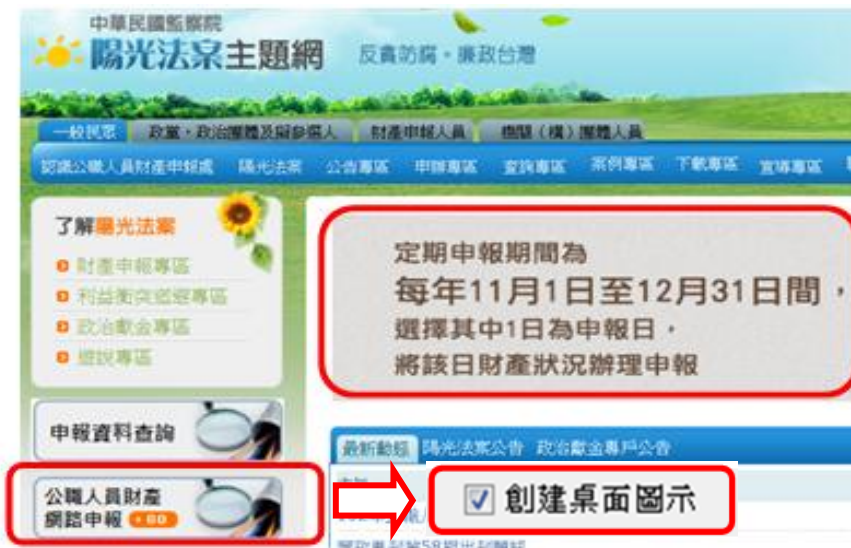 中華民國監察院
陽光法案主題網
反貪防腐。廉政台灣
一般民眾 政黨、政治團體及擬參選人 財產申報人員 機關(構)團體人員
認識公職人員財產申報處 陽光法案 公告專區 申辦專區 查詢專區 案例專區 下載專區 宣導專區
了解陽光法案
財產申報專區
利益衝突迴避專區
政治獻金專區
遊說專區
定期申報期間為
每年11月1日至12月31日間，
選擇其中1日為申報日，
將該日財產狀況辦理申報
申報資料查詢
公職人員財產
網路申報 GO
最新動態 陽光法案公告 政治獻金專戶公告
創建桌面圖示